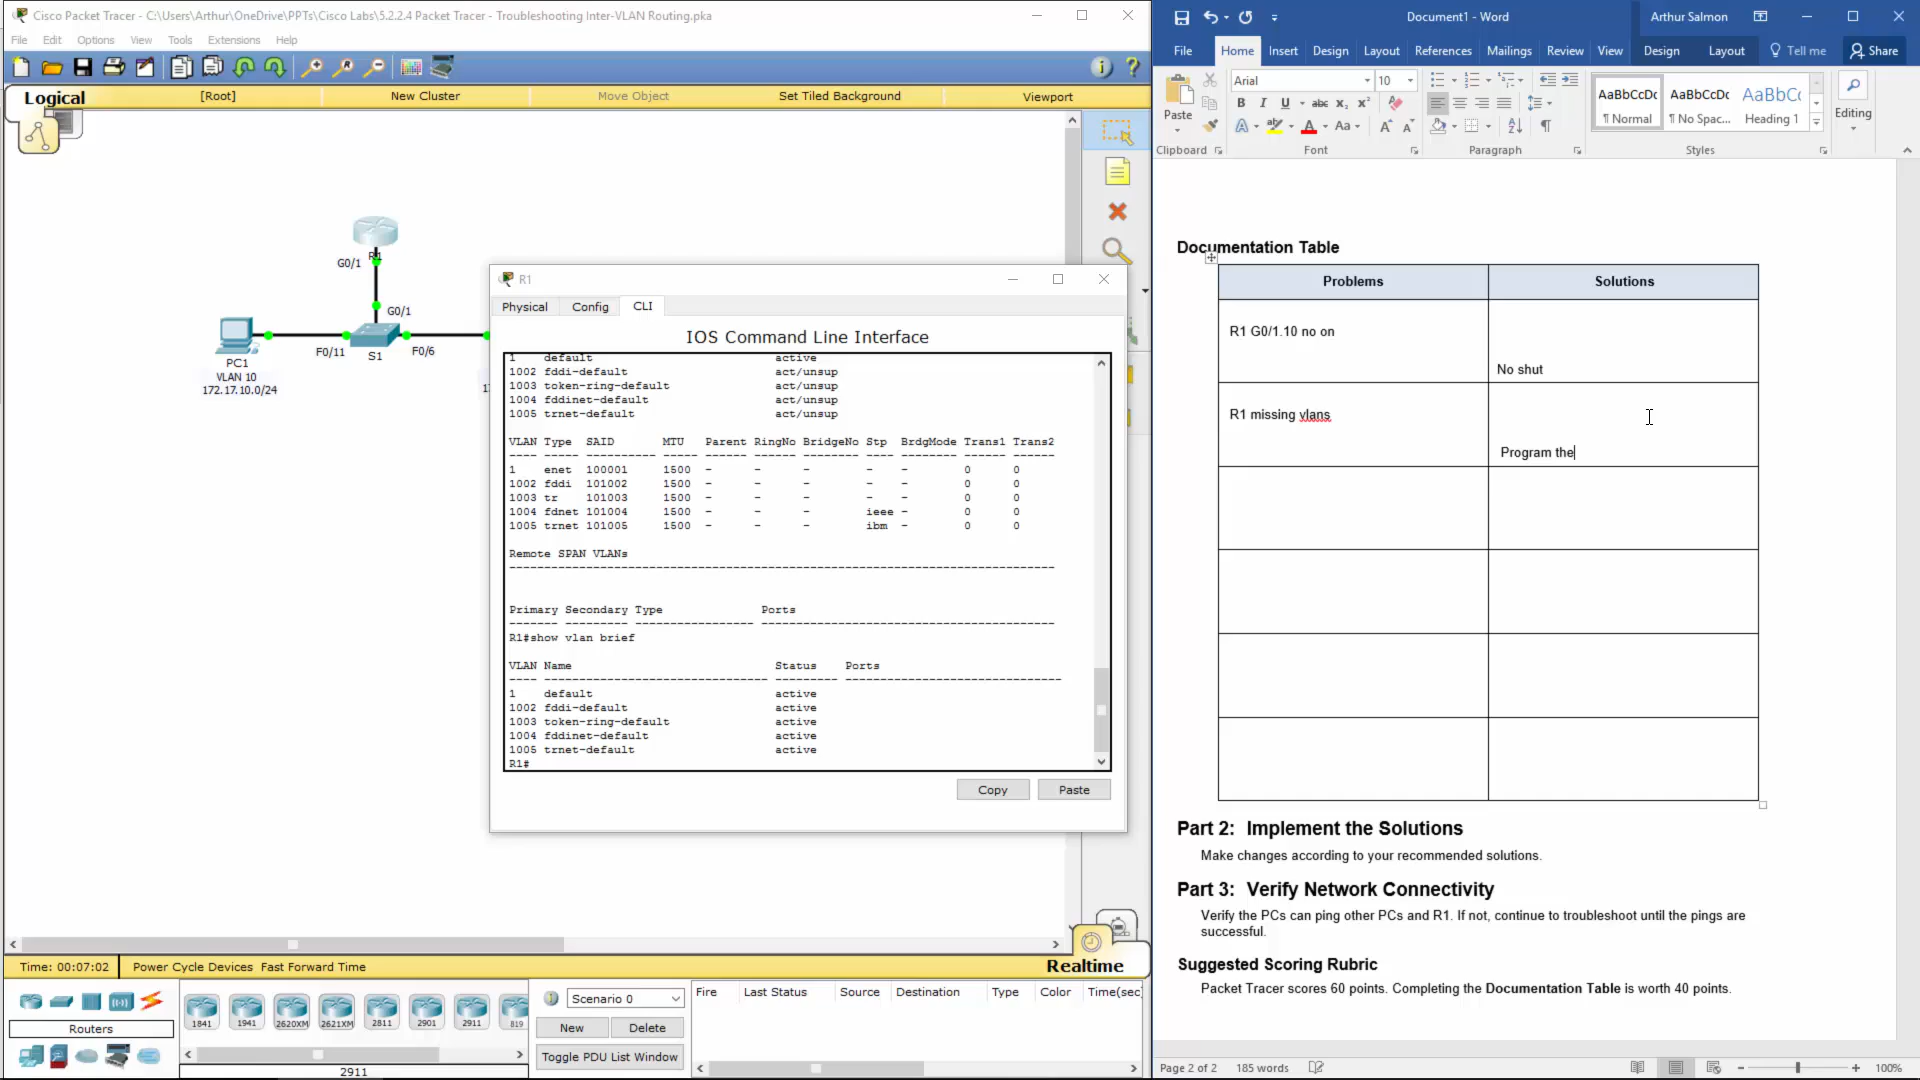 Cisco Packet Tracer - C:\Users\Arthur\OneDrive\PPTs\Cisco Labs\5.2.2.4 Packet Tracer - Troubleshooting Inter-VLAN Routing.pka
File Edit Options View Tools Extensions Help
Logical [Root] New Cluster Move Object Set Tiled Background Viewport
R1
G0/1
G0/1
F0/11 S1 F0/6
PC1
VLAN 10
172.17.10.0/24
R1
Physical Config CLI
IOS Command Line Interface
1 default active
1002 fddi-default act/unsup
1003 token-ring-default act/unsup
1004 fddinet-default act/unsup
1005 trnet-default act/unsup
VLAN Type SAID MTU Parent RingNo BridgeNo Stp BrdgMode Trans1 Trans2
---- ----- ---------- ----- ------ ------ -------- ---- -------- ------ ------
1 enet 100001 1500 - - - - - 0 0
1002 fddi 101002 1500 - - - - - 0 0
1003 tr 101003 1500 - - - - - 0 0
1004 fdnet 101004 1500 - - - ieee - 0 0
1005 trnet 101005 1500 - - - ibm - 0 0
Remote SPAN VLANs
------------------------------------------------------------------------------
Primary Secondary Type Ports
------- --------- ----------------- ------------------------------------------
R1#show vlan brief
VLAN Name Status Ports
---- -------------------------------- --------- -------------------------------
1 default active
1002 fddi-default active
1003 token-ring-default active
1004 fddinet-default active
1005 trnet-default active
R1#
Copy Paste
Time: 00:07:02 Power Cycle Devices Fast Forward Time Realtime
Routers
1841 1941 2620XM 2621XM 2811 2901 2911 819
2911
Scenario 0
New Delete
Toggle PDU List Window
Fire Last Status Source Destination Type Color Time(sec
Document1 - Word Arthur Salmon
File Home Insert Design Layout References Mailings Review View Design Layout Tell me Share
Paste
Arial 10
AaBbCcDc AaBbCcDc AaBbCc
¶ Normal ¶ No Spac... Heading 1
Editing
Clipboard Font Paragraph Styles
Documentation Table
Problems Solutions
R1 G0/1.10 no on
No shut
R1 missing vlans
Program the
Part 2: Implement the Solutions
Make changes according to your recommended solutions.
Part 3: Verify Network Connectivity
Verify the PCs can ping other PCs and R1. If not, continue to troubleshoot until the pings are
successful.
Suggested Scoring Rubric
Packet Tracer scores 60 points. Completing the Documentation Table is worth 40 points.
Page 2 of 2 185 words 100%